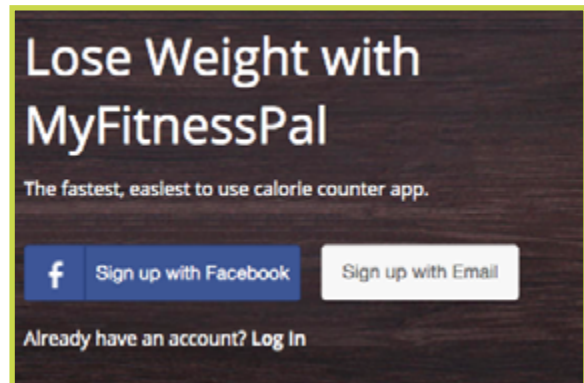 Lose Weight with
MyFitnessPal
The fastest, easiest to use calorie counter app.
f Sign up with Facebook Sign up with Email
Already have an account? Log In